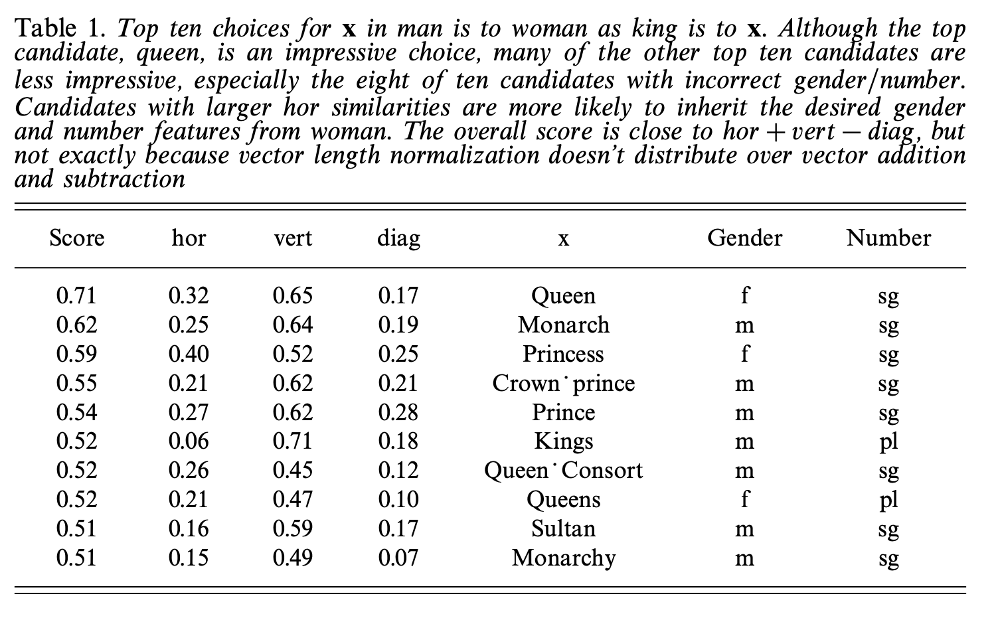 Table 1. Top ten choices for x in man is to woman as king is to x. Although the top
candidate, queen, is an impressive choice, many of the other top ten candidates are
less impressive, especially the eight of ten candidates with incorrect gender/number.
Candidates with larger hor similarities are more likely to inherit the desired gender
and number features from woman. The overall score is close to hor + vert − diag, but
not exactly because vector length normalization doesn't distribute over vector addition
and subtraction
Score hor vert diag x Gender Number
0.71 0.32 0.65 0.17 Queen f sg
0.62 0.25 0.64 0.19 Monarch m sg
0.59 0.40 0.52 0.25 Princess f sg
0.55 0.21 0.62 0.21 Crown˙prince m sg
0.54 0.27 0.62 0.28 Prince m sg
0.52 0.06 0.71 0.18 Kings m pl
0.52 0.26 0.45 0.12 Queen˙Consort m sg
0.52 0.21 0.47 0.10 Queens f pl
0.51 0.16 0.59 0.17 Sultan m sg
0.51 0.15 0.49 0.07 Monarchy m sg